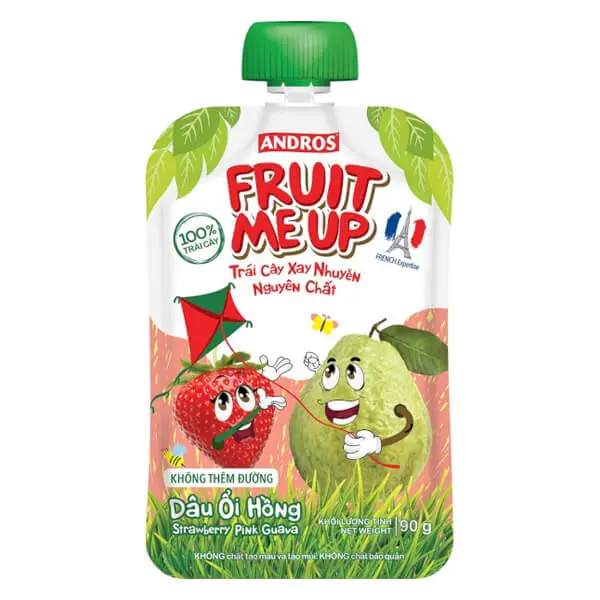 ANDROS
FRUIT
ME UP
100%
TRÁI CÂY
FRENCH Expertise
Trái Cây Xay Nhuyễn
Nguyên Chất
KHÔNG THÊM ĐƯỜNG
Dâu Ổi Hồng
Strawberry Pink Guava
KHỐI LƯỢNG TỊNH
NET WEIGHT
90 g
KHÔNG chất tạo màu và tạo mùi. KHÔNG chất bảo quản